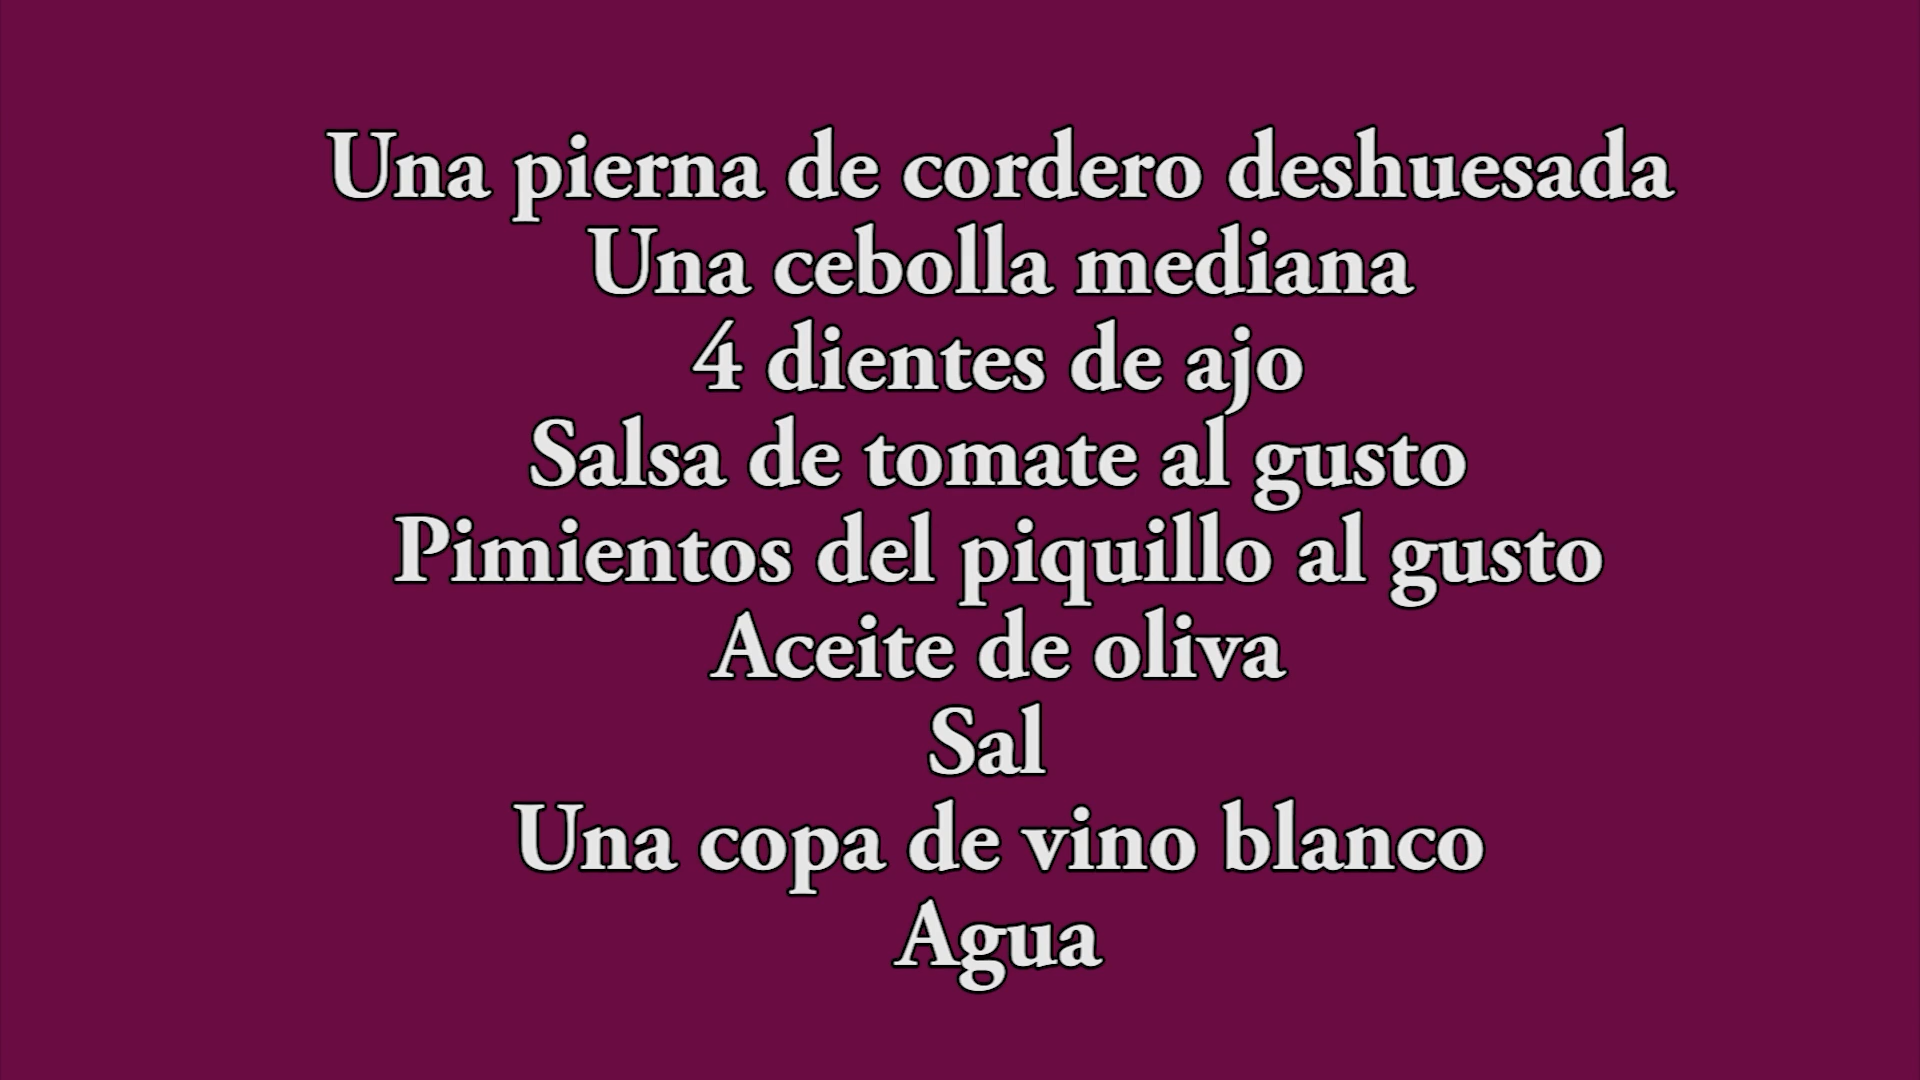 Una pierna de cordero deshuesada
Una cebolla mediana
4 dientes de ajo
Salsa de tomate al gusto
Pimientos del piquillo al gusto
Aceite de oliva
Sal
Una copa de vino blanco
Agua